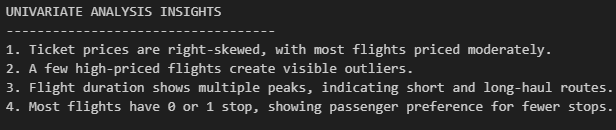 UNIVARIATE ANALYSIS INSIGHTS
----------------------------------
1. Ticket prices are right-skewed, with most flights priced moderately.
2. A few high-priced flights create visible outliers.
3. Flight duration shows multiple peaks, indicating short and long-haul routes.
4. Most flights have 0 or 1 stop, showing passenger preference for fewer stops.